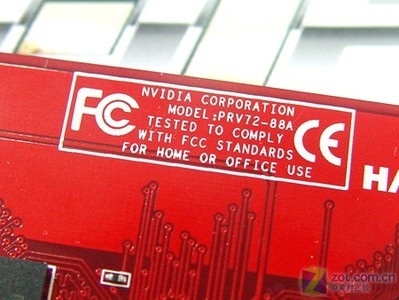 NVIDIA CORPORATION
MODEL:PRV72-88A
TESTED TO COMPLY
WITH FCC STANDARDS
FOR HOME OR OFFICE USE
FC
CE
HA
zol.com.cn